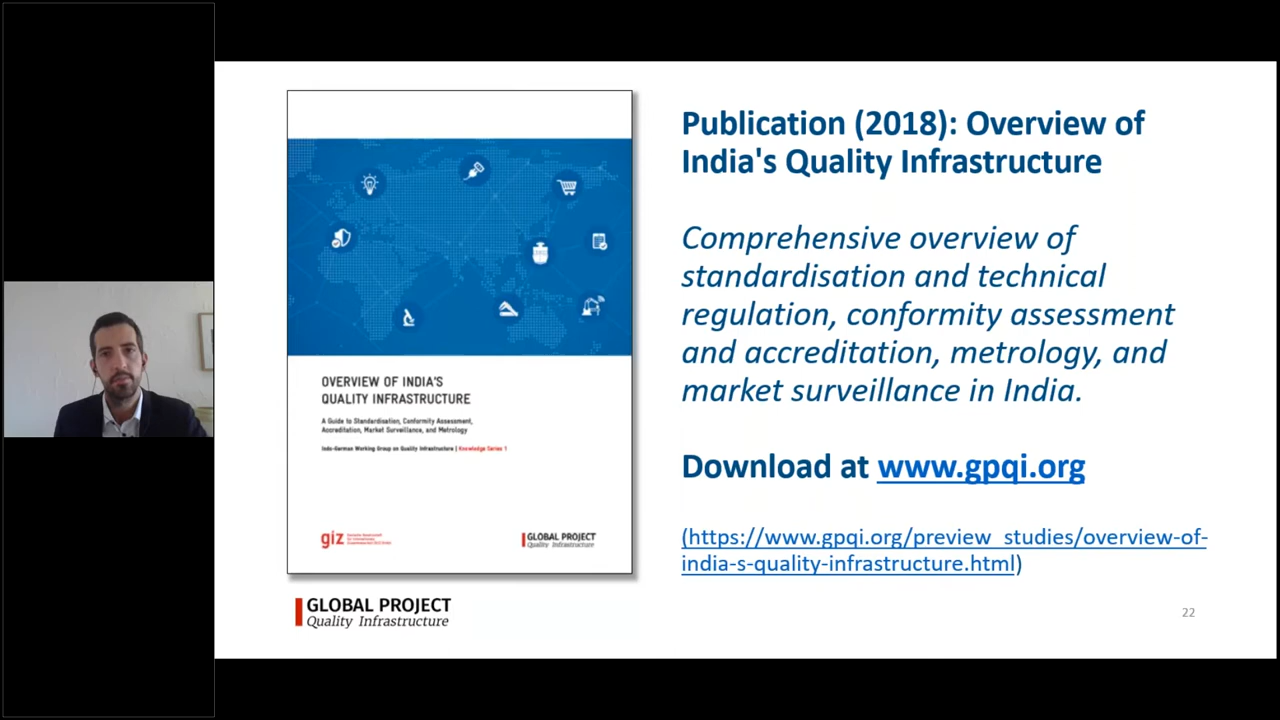 Publication (2018): Overview of
India's Quality Infrastructure
Comprehensive overview of
standardisation and technical
regulation, conformity assessment
and accreditation, metrology, and
market surveillance in India.
Download at www.gpqi.org
(https://www.gpqi.org/preview_studies/overview-of-
india-s-quality-infrastructure.html)
OVERVIEW OF INDIA'S
QUALITY INFRASTRUCTURE
A Guide to Standardisation, Conformity Assessment,
Accreditation, Market Surveillance, and Metrology
Indo-German Working Group on Quality Infrastructure | Knowledge Series 1
giz
GLOBAL PROJECT
Quality Infrastructure
GLOBAL PROJECT
Quality Infrastructure
22